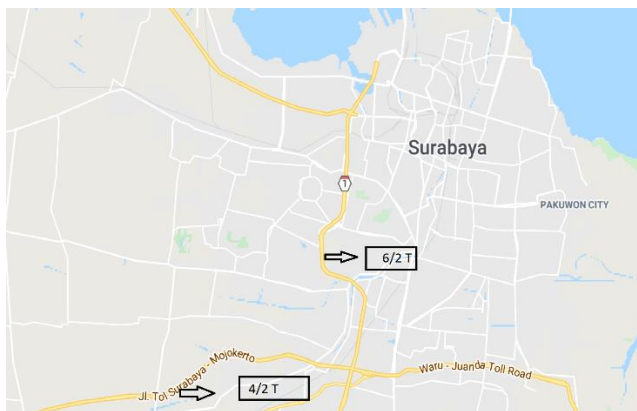 Surabaya
1
PAKUWON CITY
6/2 T
Jl. Tol Surabaya - Mojokerto
Waru - Juanda Toll Road
4/2 T